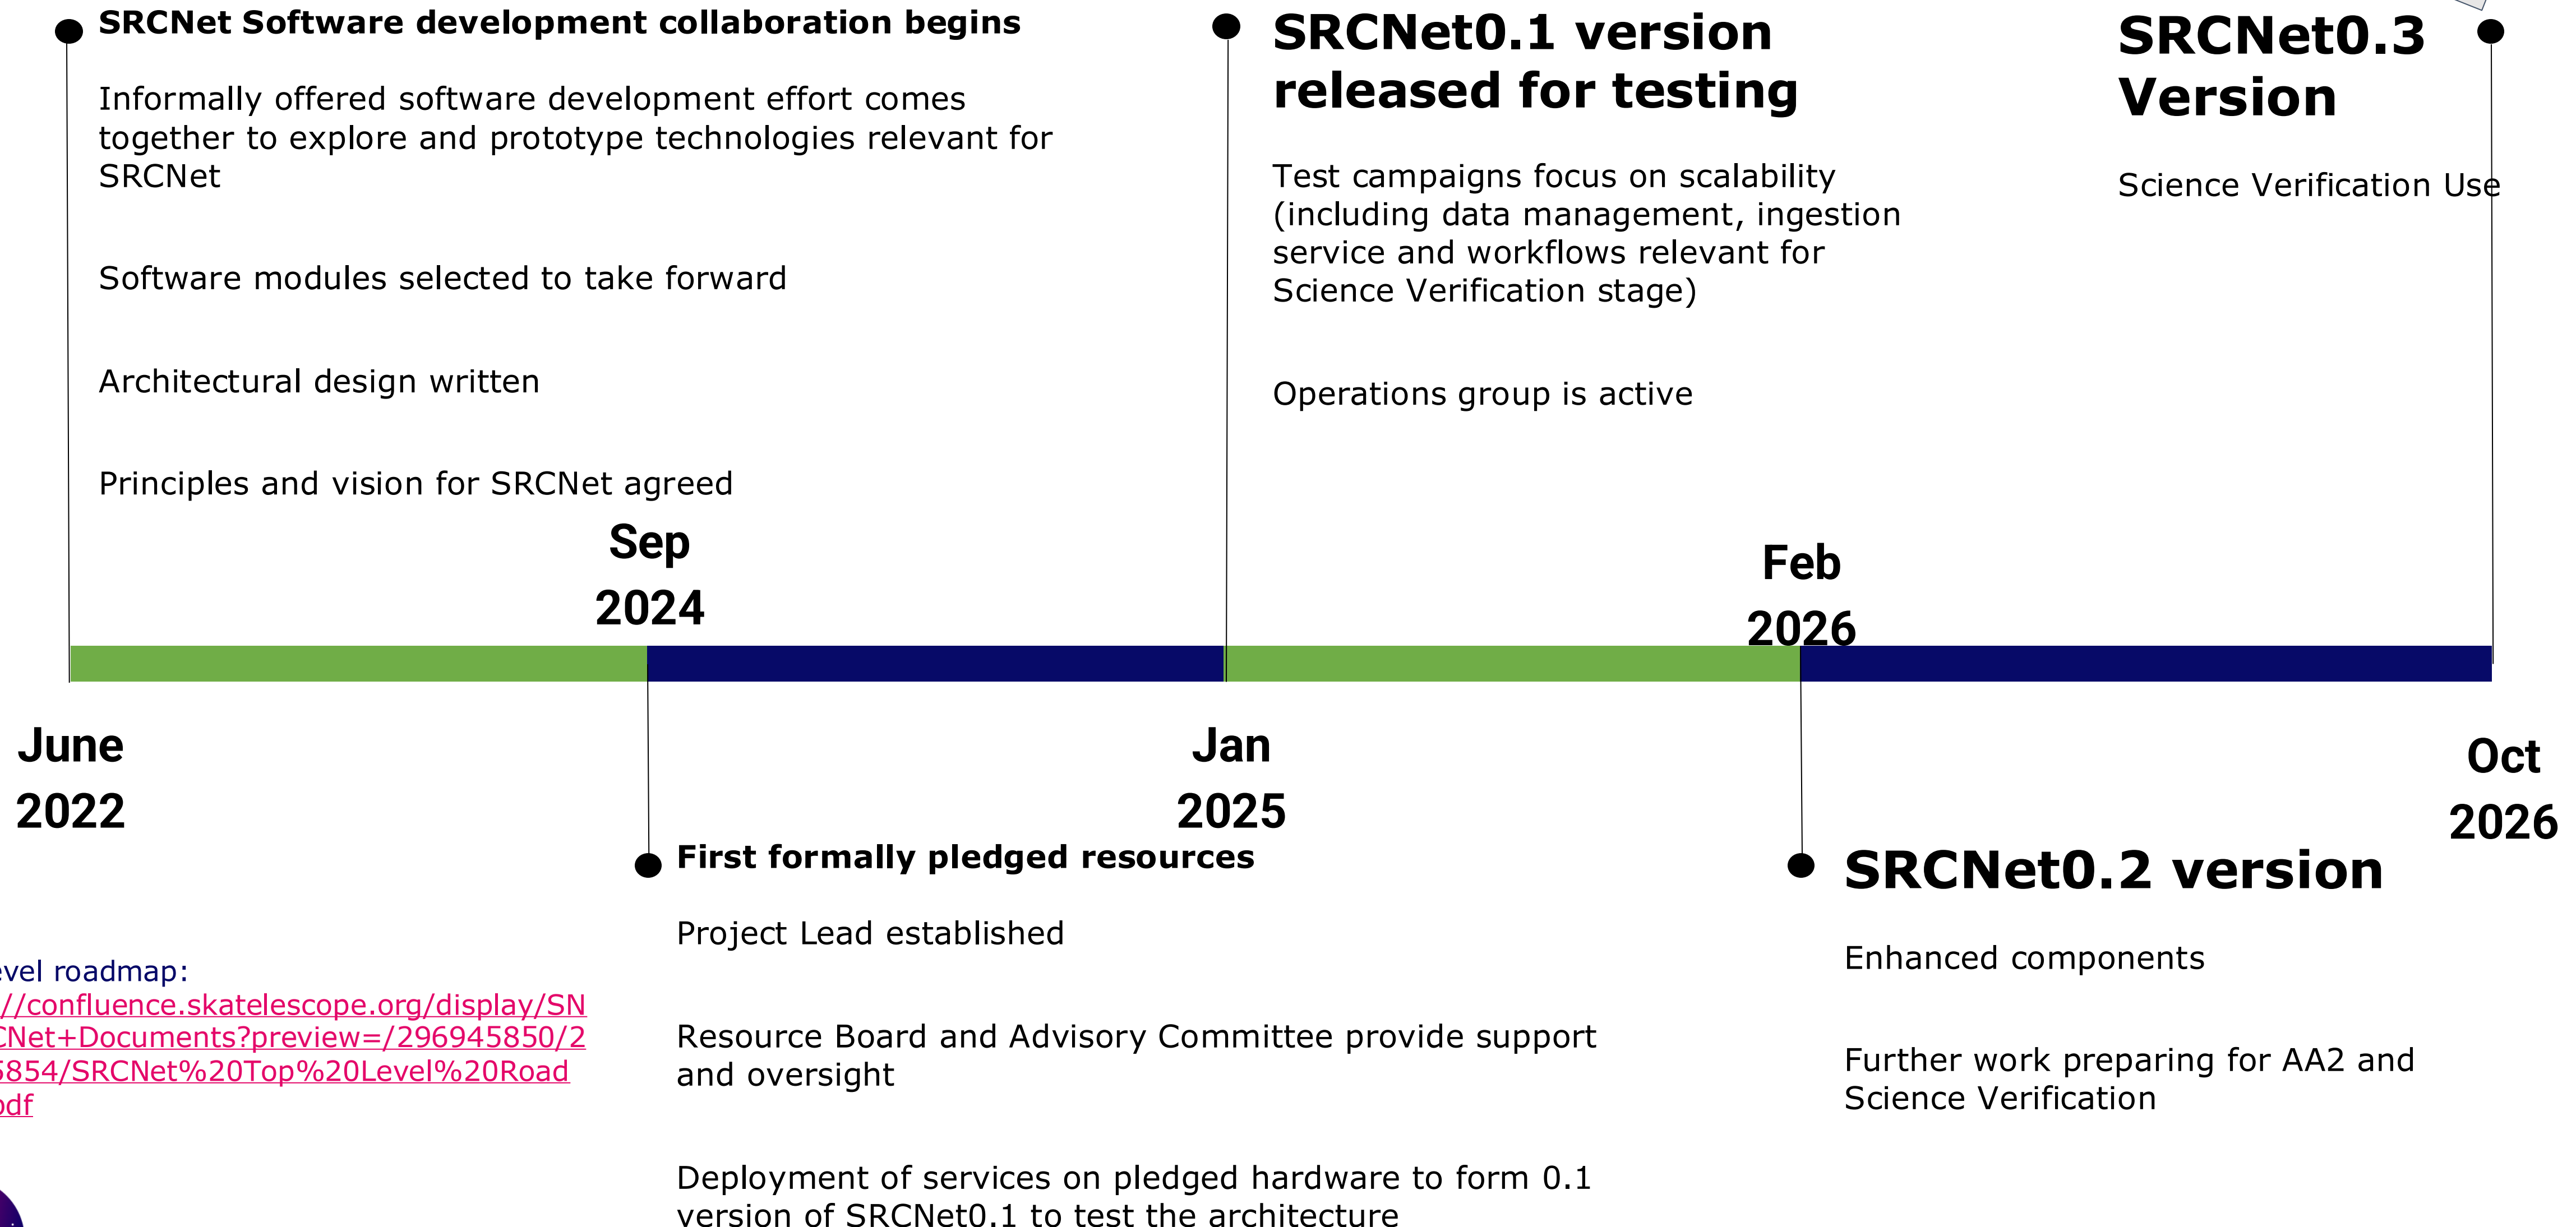 SRCNet Software development collaboration begins
Informally offered software development effort comes
together to explore and prototype technologies relevant for
SRCNet
Software modules selected to take forward
Architectural design written
Principles and vision for SRCNet agreed
SRCNet0.1 version
released for testing
Test campaigns focus on scalability
(including data management, ingestion
service and workflows relevant for
Science Verification stage)
Operations group is active
SRCNet0.3
Version
Science Verification Use
Sep
2024
Feb
2026
June
2022
Jan
2025
Oct
2026
First formally pledged resources
Project Lead established
Resource Board and Advisory Committee provide support
and oversight
Deployment of services on pledged hardware to form 0.1
version of SRCNet0.1 to test the architecture
SRCNet0.2 version
Enhanced components
Further work preparing for AA2 and
Science Verification
evel roadmap:
//confluence.skatelescope.org/display/SN
CNet+Documents?preview=/296945850/2
5854/SRCNet%20Top%20Level%20Road
pdf